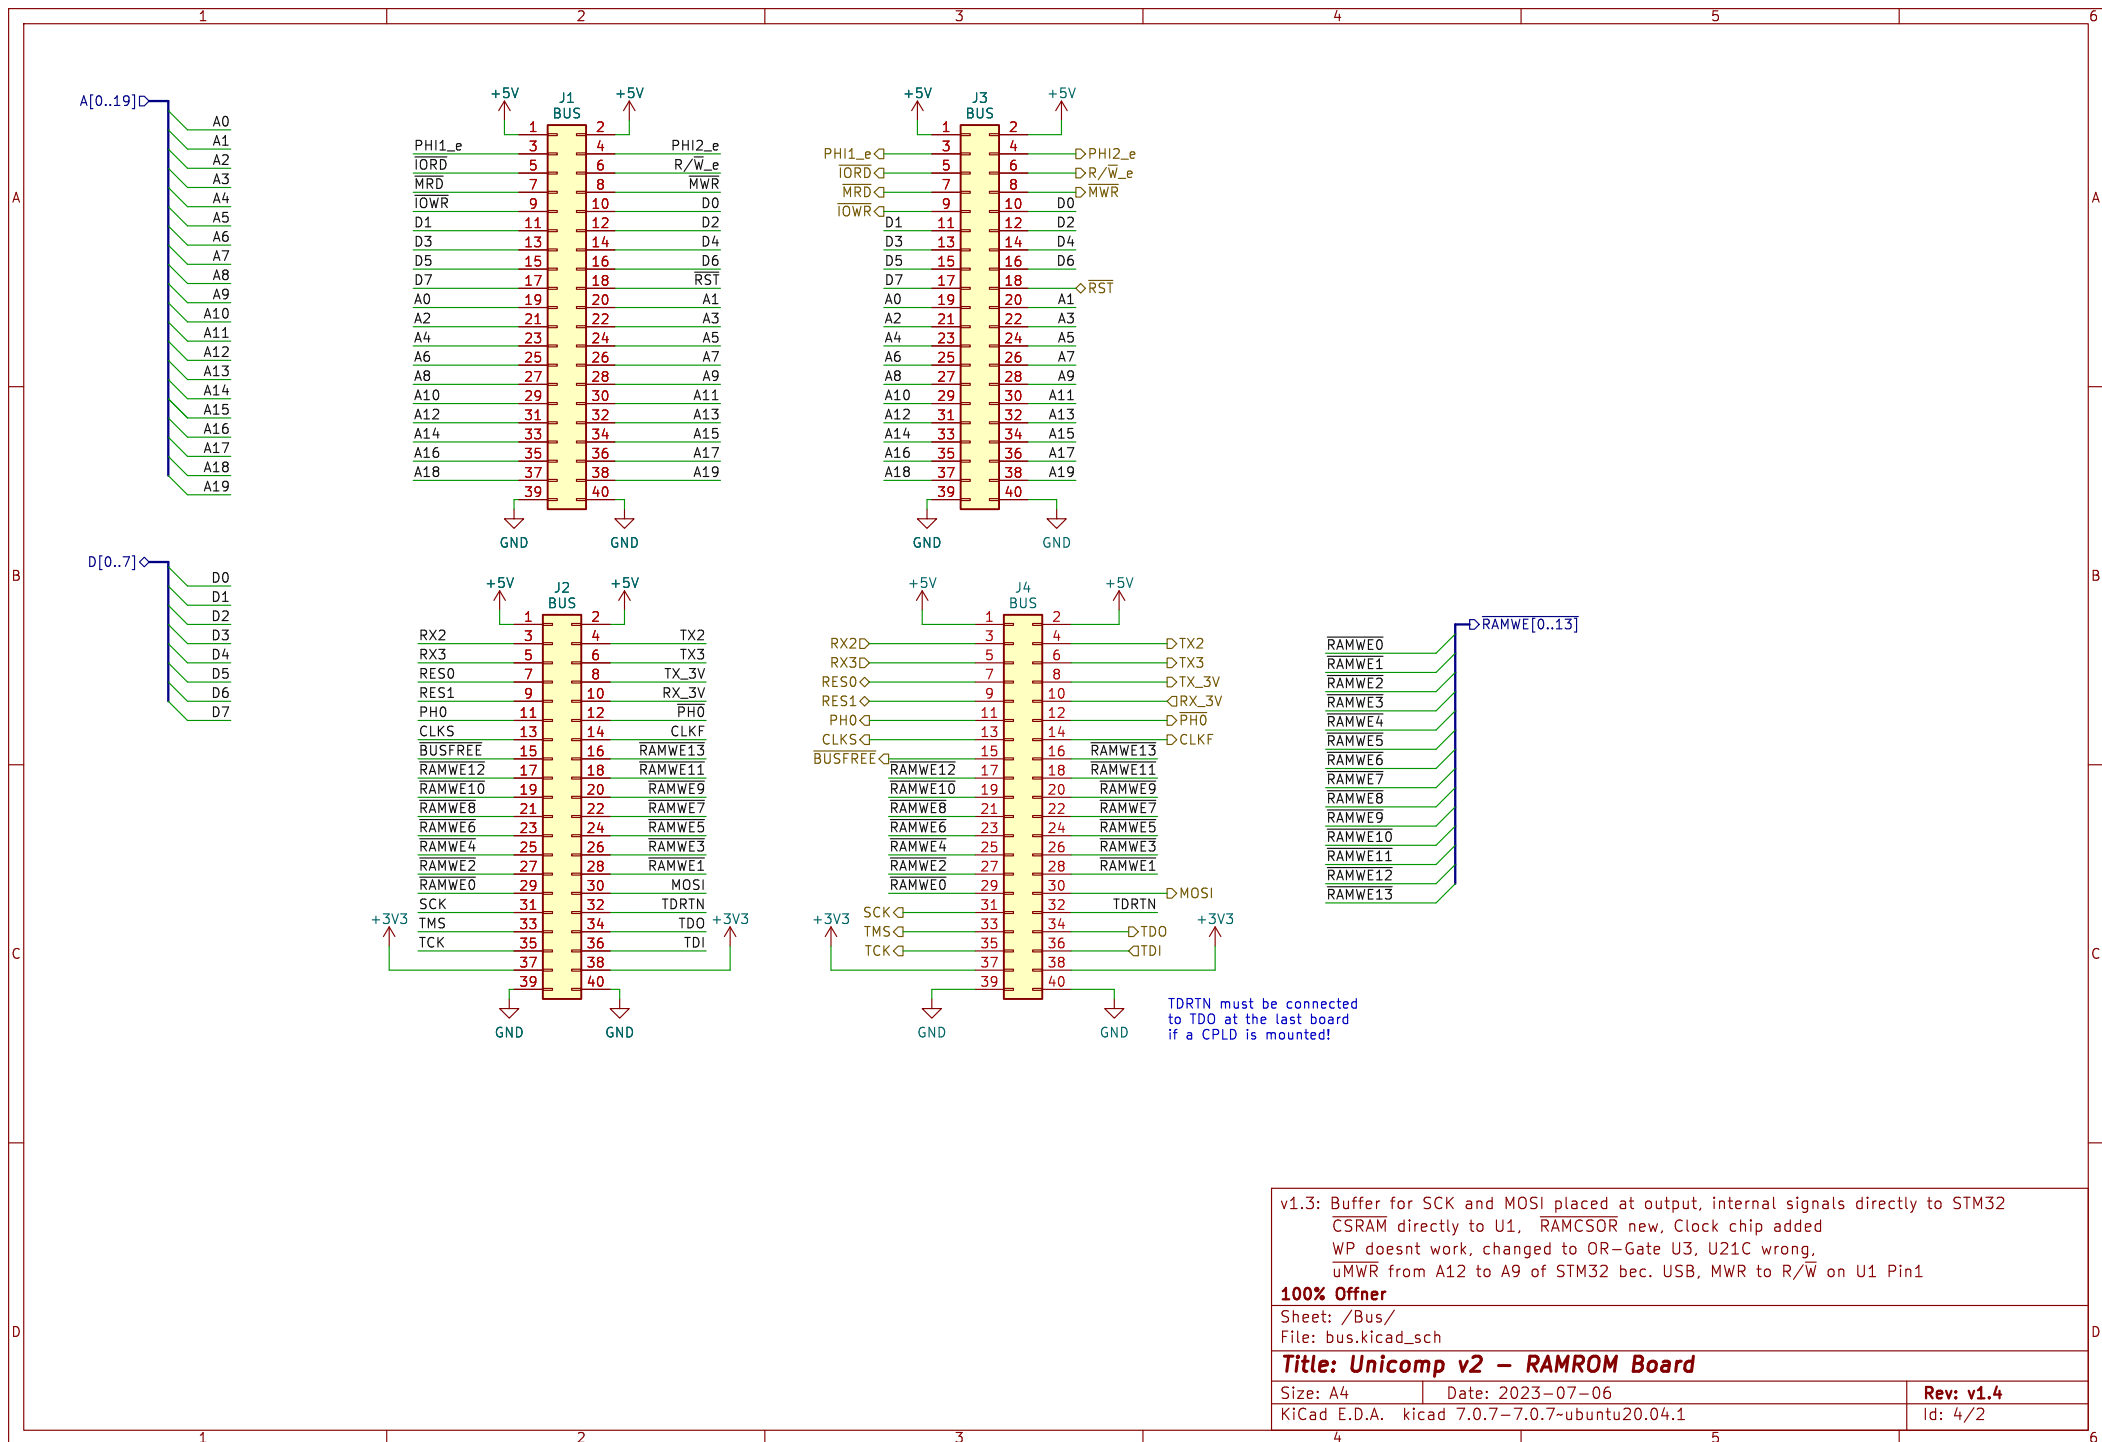 1 2 3 4 5 6
A[0..19]
A0
A1
A2
A3
A4
A5
A6
A7
A8
A9
A10
A11
A12
A13
A14
A15
A16
A17
A18
A19
D[0..7]
D0
D1
D2
D3
D4
D5
D6
D7
J1
BUS
+5V +5V
1 2
PHI1_e 3 4 PHI2_e
IORD 5 6 R/W_e
MRD 7 8 MWR
IOWR 9 10 D0
D1 11 12 D2
D3 13 14 D4
D5 15 16 D6
D7 17 18 RST
A0 19 20 A1
A2 21 22 A3
A4 23 24 A5
A6 25 26 A7
A8 27 28 A9
A10 29 30 A11
A12 31 32 A13
A14 33 34 A15
A16 35 36 A17
A18 37 38 A19
39 40
GND GND
J3
BUS
+5V +5V
1 2
PHI1_e 3 4 PHI2_e
IORD 5 6 R/W_e
MRD 7 8 MWR
IOWR 9 10 D0
D1 11 12 D2
D3 13 14 D4
D5 15 16 D6
D7 17 18 RST
A0 19 20 A1
A2 21 22 A3
A4 23 24 A5
A6 25 26 A7
A8 27 28 A9
A10 29 30 A11
A12 31 32 A13
A14 33 34 A15
A16 35 36 A17
A18 37 38 A19
39 40
GND GND
J2
BUS
+5V +5V
1 2
RX2 3 4 TX2
RX3 5 6 TX3
RES0 7 8 TX_3V
RES1 9 10 RX_3V
PH0 11 12 PH0
CLKS 13 14 CLKF
BUSFREE 15 16 RAMWE13
RAMWE12 17 18 RAMWE11
RAMWE10 19 20 RAMWE9
RAMWE8 21 22 RAMWE7
RAMWE6 23 24 RAMWE5
RAMWE4 25 26 RAMWE3
RAMWE2 27 28 RAMWE1
RAMWE0 29 30 MOSI
SCK 31 32 TDRTN
+3V3 TMS 33 34 TDO +3V3
TCK 35 36 TDI
37 38
39 40
GND GND
J4
BUS
+5V +5V
1 2
RX2 3 4 TX2
RX3 5 6 TX3
RES0 7 8 TX_3V
RES1 9 10 RX_3V
PH0 11 12 PH0
CLKS 13 14 CLKF
BUSFREE 15 16 RAMWE13
RAMWE12 17 18 RAMWE11
RAMWE10 19 20 RAMWE9
RAMWE8 21 22 RAMWE7
RAMWE6 23 24 RAMWE5
RAMWE4 25 26 RAMWE3
RAMWE2 27 28 RAMWE1
RAMWE0 29 30 MOSI
SCK 31 32 TDRTN
+3V3 TMS 33 34 TDO +3V3
TCK 35 36 TDI
37 38
39 40
GND GND
TDRTN must be connected
to TDO at the last board
if a CPLD is mounted!
RAMWE[0..13]
RAMWE0
RAMWE1
RAMWE2
RAMWE3
RAMWE4
RAMWE5
RAMWE6
RAMWE7
RAMWE8
RAMWE9
RAMWE10
RAMWE11
RAMWE12
RAMWE13
A A
B B
C C
D D
v1.3: Buffer for SCK and MOSI placed at output, internal signals directly to STM32
CSRAM directly to U1, RAMCSOR new, Clock chip added
WP doesnt work, changed to OR-Gate U3, U21C wrong,
uMWR from A12 to A9 of STM32 bec. USB, MWR to R/W on U1 Pin1
100% Offner
Sheet: /Bus/
File: bus.kicad_sch
Title: Unicomp v2 - RAMROM Board
Size: A4 Date: 2023-07-06 Rev: v1.4
KiCad E.D.A. kicad 7.0.7-7.0.7~ubuntu20.04.1 Id: 4/2
1 2 3 4 5 6